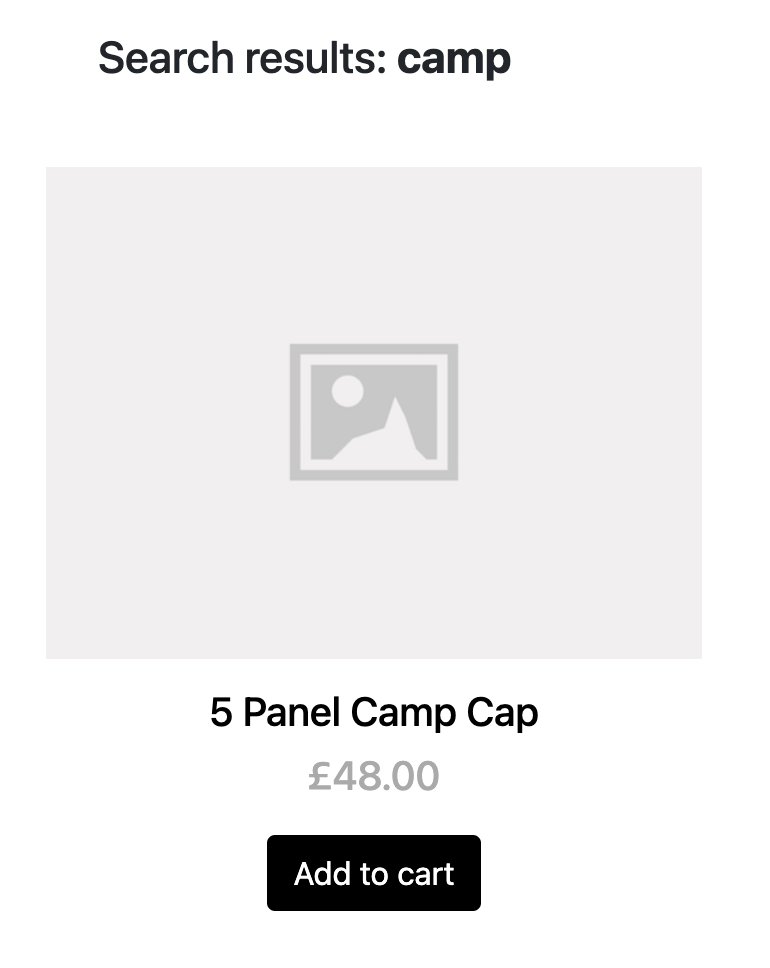 Search results: camp
5 Panel Camp Cap
£48.00
Add to cart